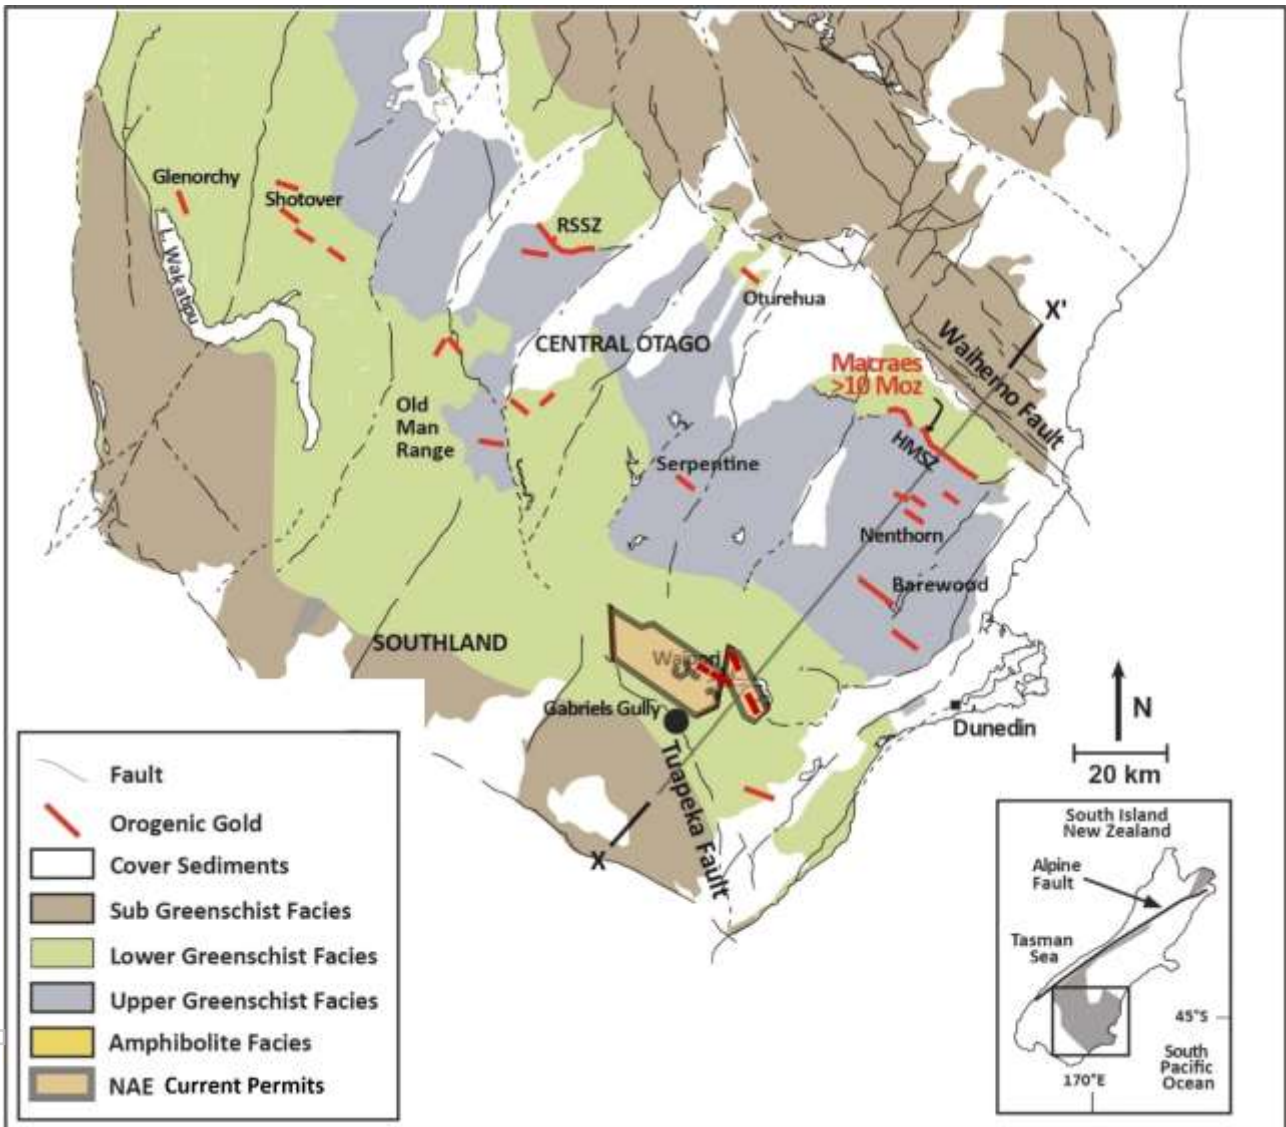 Glenorchy
Shotover
L. Wakatipu
RSSZ
Oturehua
X'
CENTRAL OTAGO
Waiherno Fault
Macraes
>10 Moz
HMSZ
Old
Man
Range
Serpentine
Nenthorn
Barewood
SOUTHLAND
Waipori
Gabriels Gully
Dunedin
Tuapeka Fault
X
N
20 km
Fault
Orogenic Gold
Cover Sediments
Sub Greenschist Facies
Lower Greenschist Facies
Upper Greenschist Facies
Amphibolite Facies
NAE Current Permits
South Island
New Zealand
Alpine
Fault
Tasman
Sea
45°S
South
Pacific
Ocean
170°E